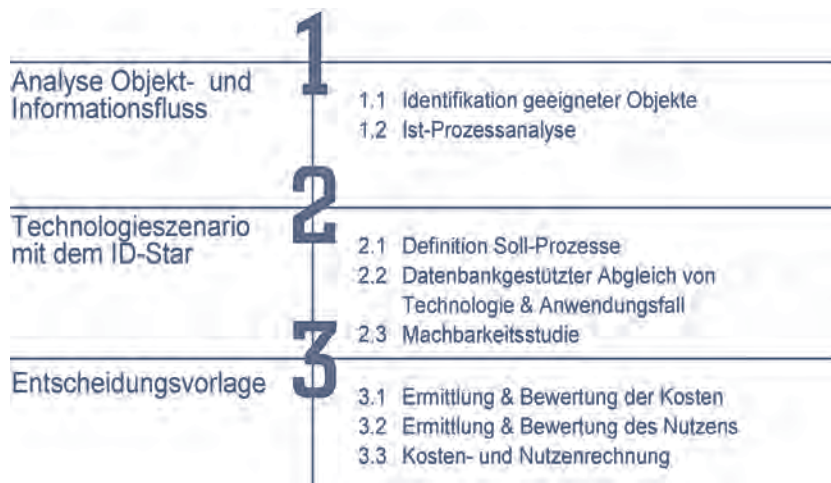 1
Analyse Objekt- und
Informationsfluss
1.1 Identifikation geeigneter Objekte
1.2 Ist-Prozessanalyse
2
Technologieszenario
mit dem ID-Star
2.1 Definition Soll-Prozesse
2.2 Datenbankgestützter Abgleich von
Technologie & Anwendungsfall
2.3 Machbarkeitsstudie
3
Entscheidungsvorlage
3.1 Ermittlung & Bewertung der Kosten
3.2 Ermittlung & Bewertung des Nutzens
3.3 Kosten- und Nutzenrechnung